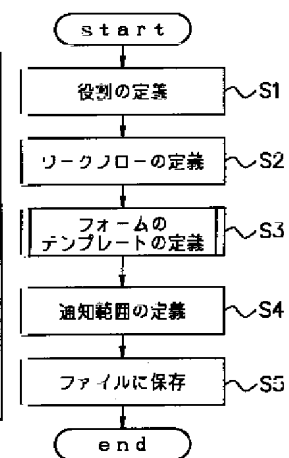 start
役割の定義
S1
ワークフローの定義
S2
フォームの
テンプレートの定義
S3
通知範囲の定義
S4
ファイルに保存
S5
end